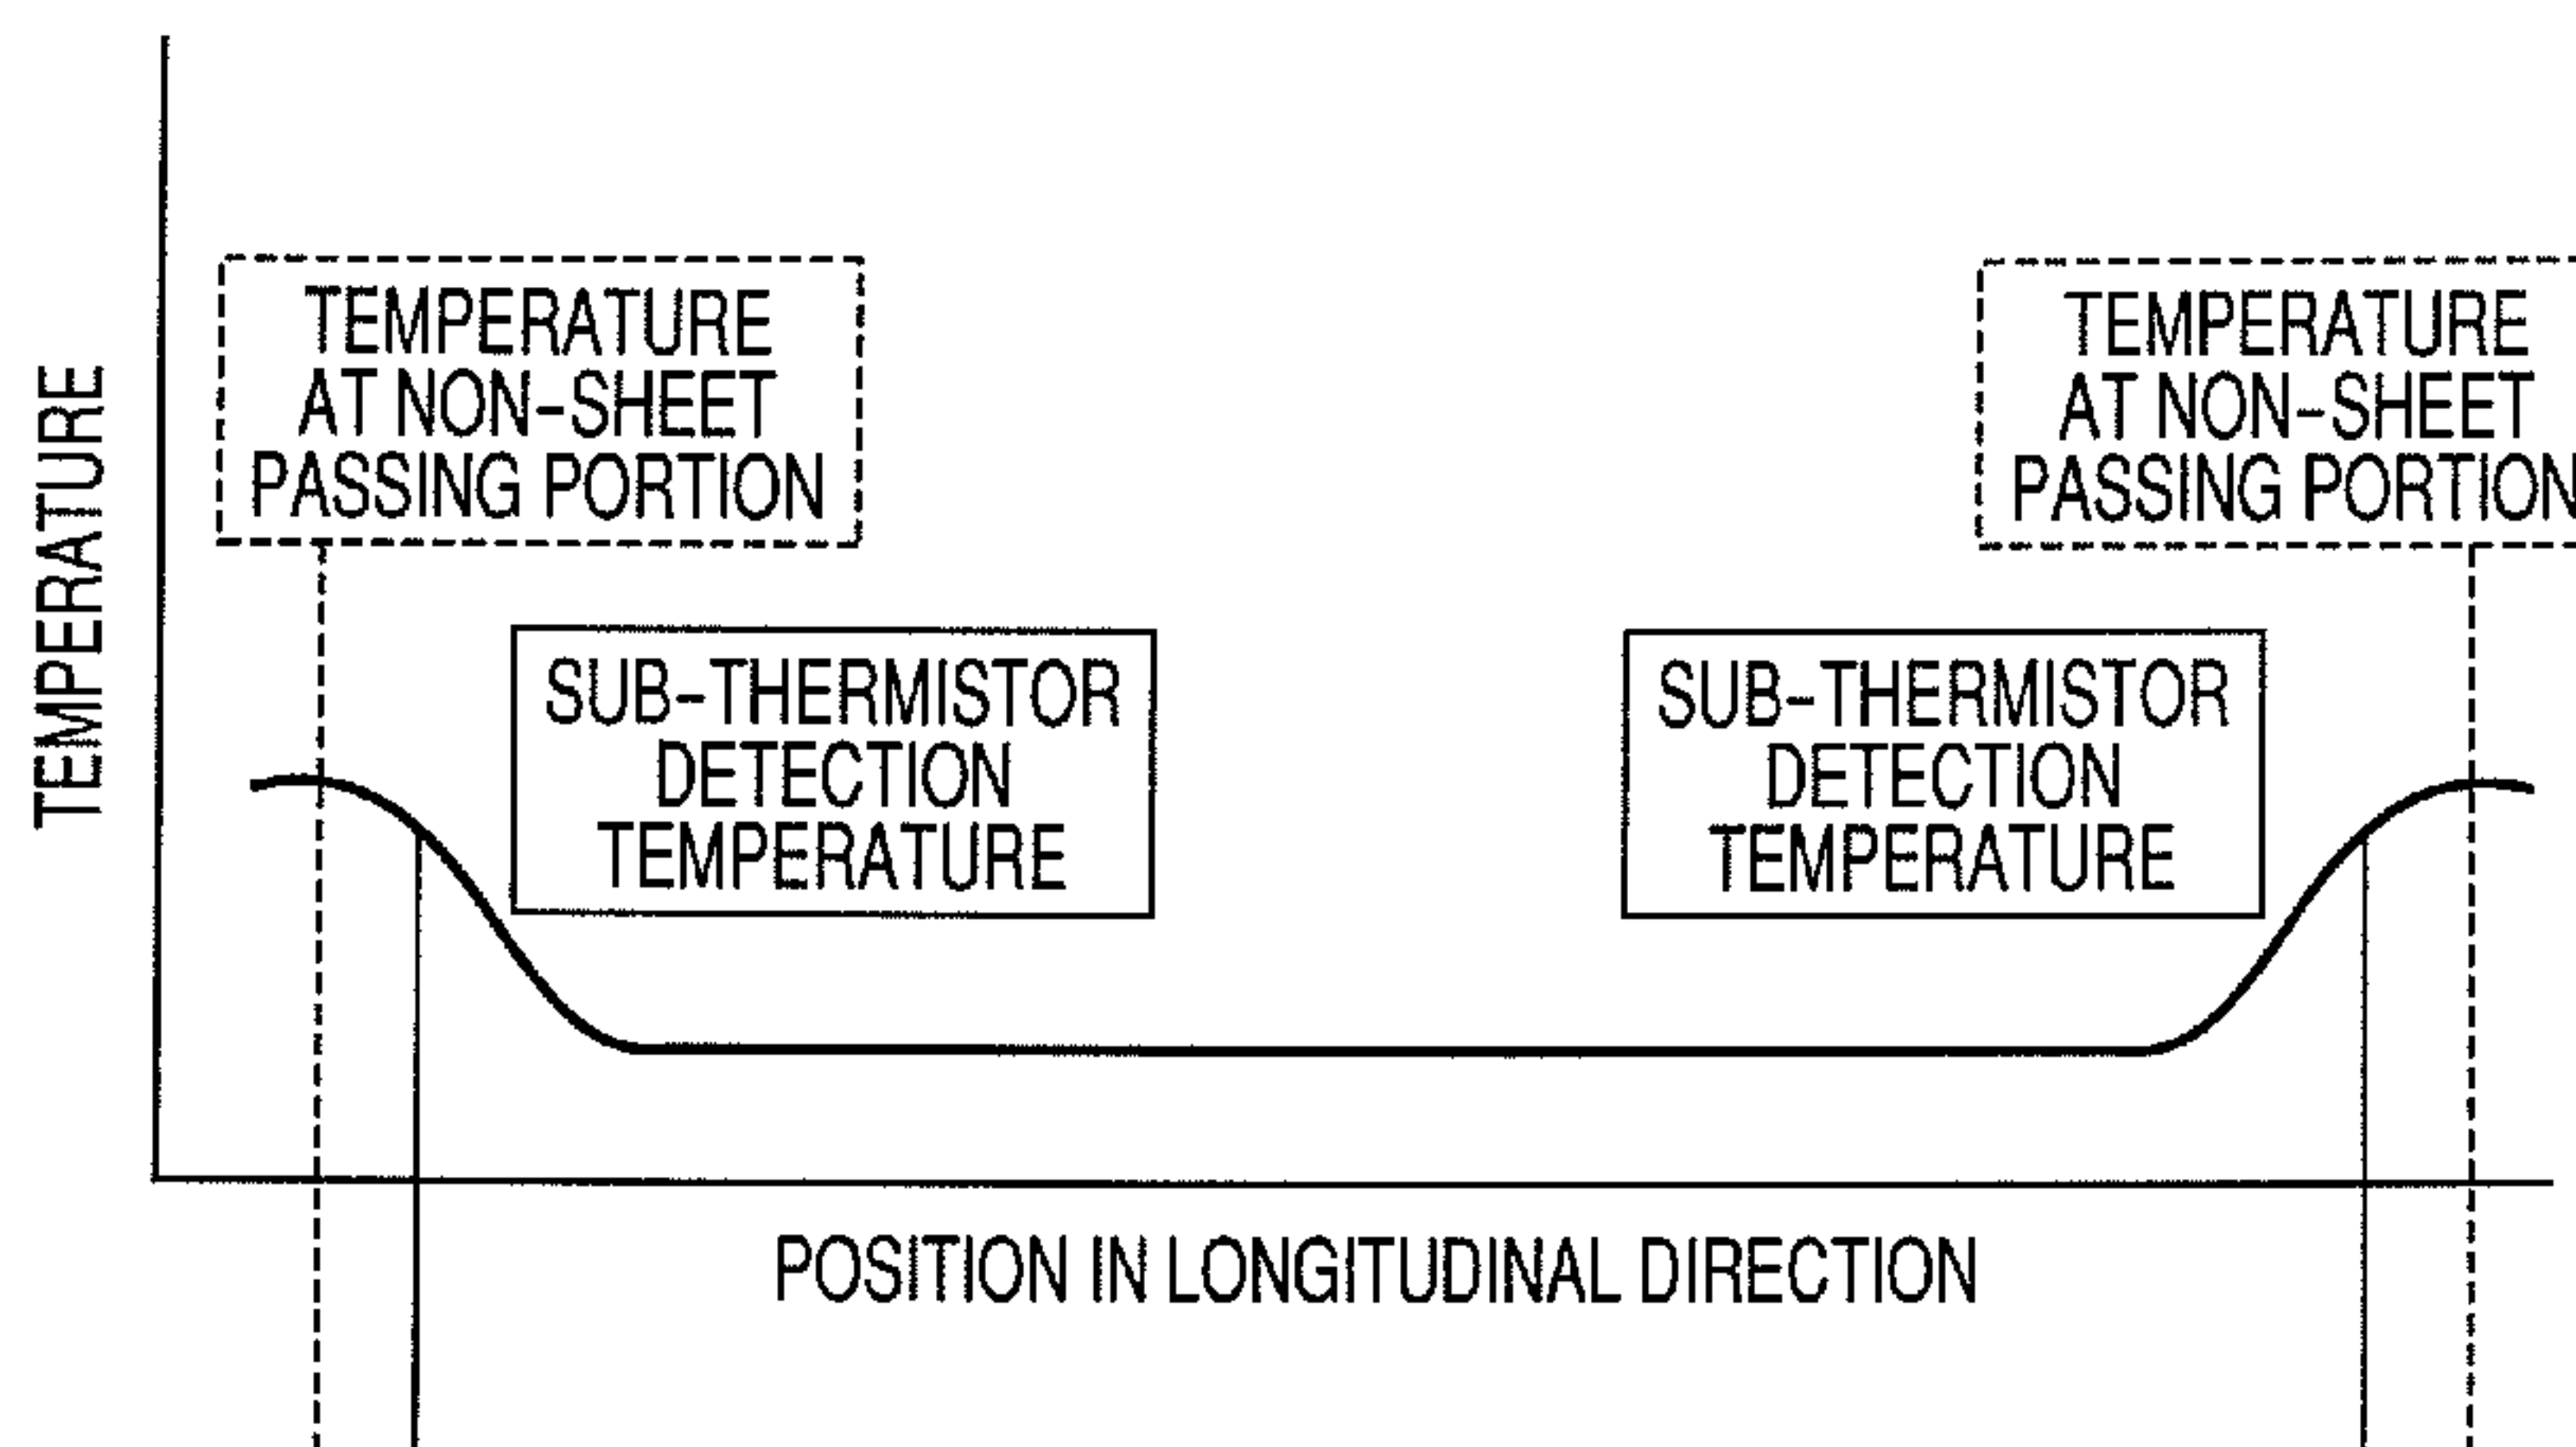 TEMPERATURE
TEMPERATURE
AT NON-SHEET
PASSING PORTION
TEMPERATURE
AT NON-SHEET
PASSING PORTION
SUB-THERMISTOR
DETECTION
TEMPERATURE
SUB-THERMISTOR
DETECTION
TEMPERATURE
POSITION IN LONGITUDINAL DIRECTION